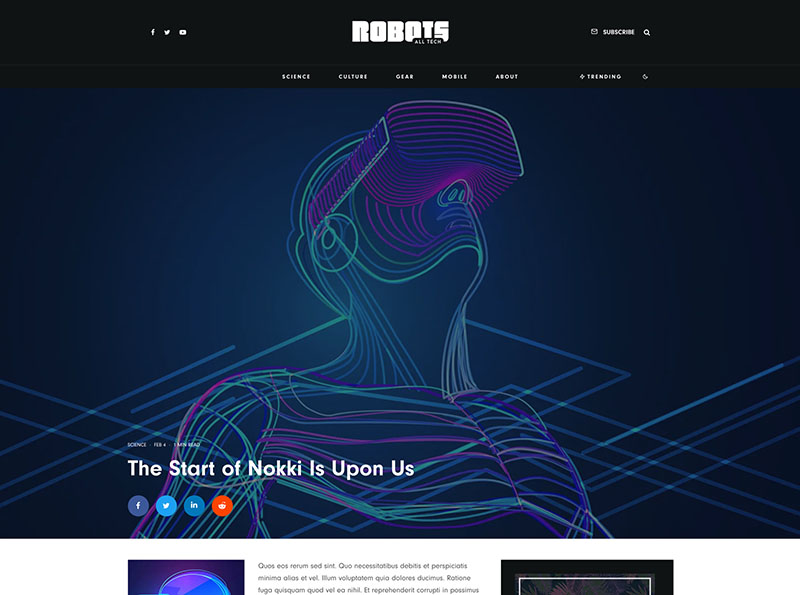 ROBOTS
ALL TECH
SUBSCRIBE
SCIENCE CULTURE GEAR MOBILE ABOUT TRENDING
SCIENCE · FEB 4 · 1 MIN READ
The Start of Nokki Is Upon Us
Quos eos rerum sed sint. Quo necessitatibus debitis et perspiciatis
minima alias et vel. Illum voluptatem quia dolores ducimus. Ratione
fuga quisquam quod vel ea nihil. Et reprehenderit corrupti in possimus